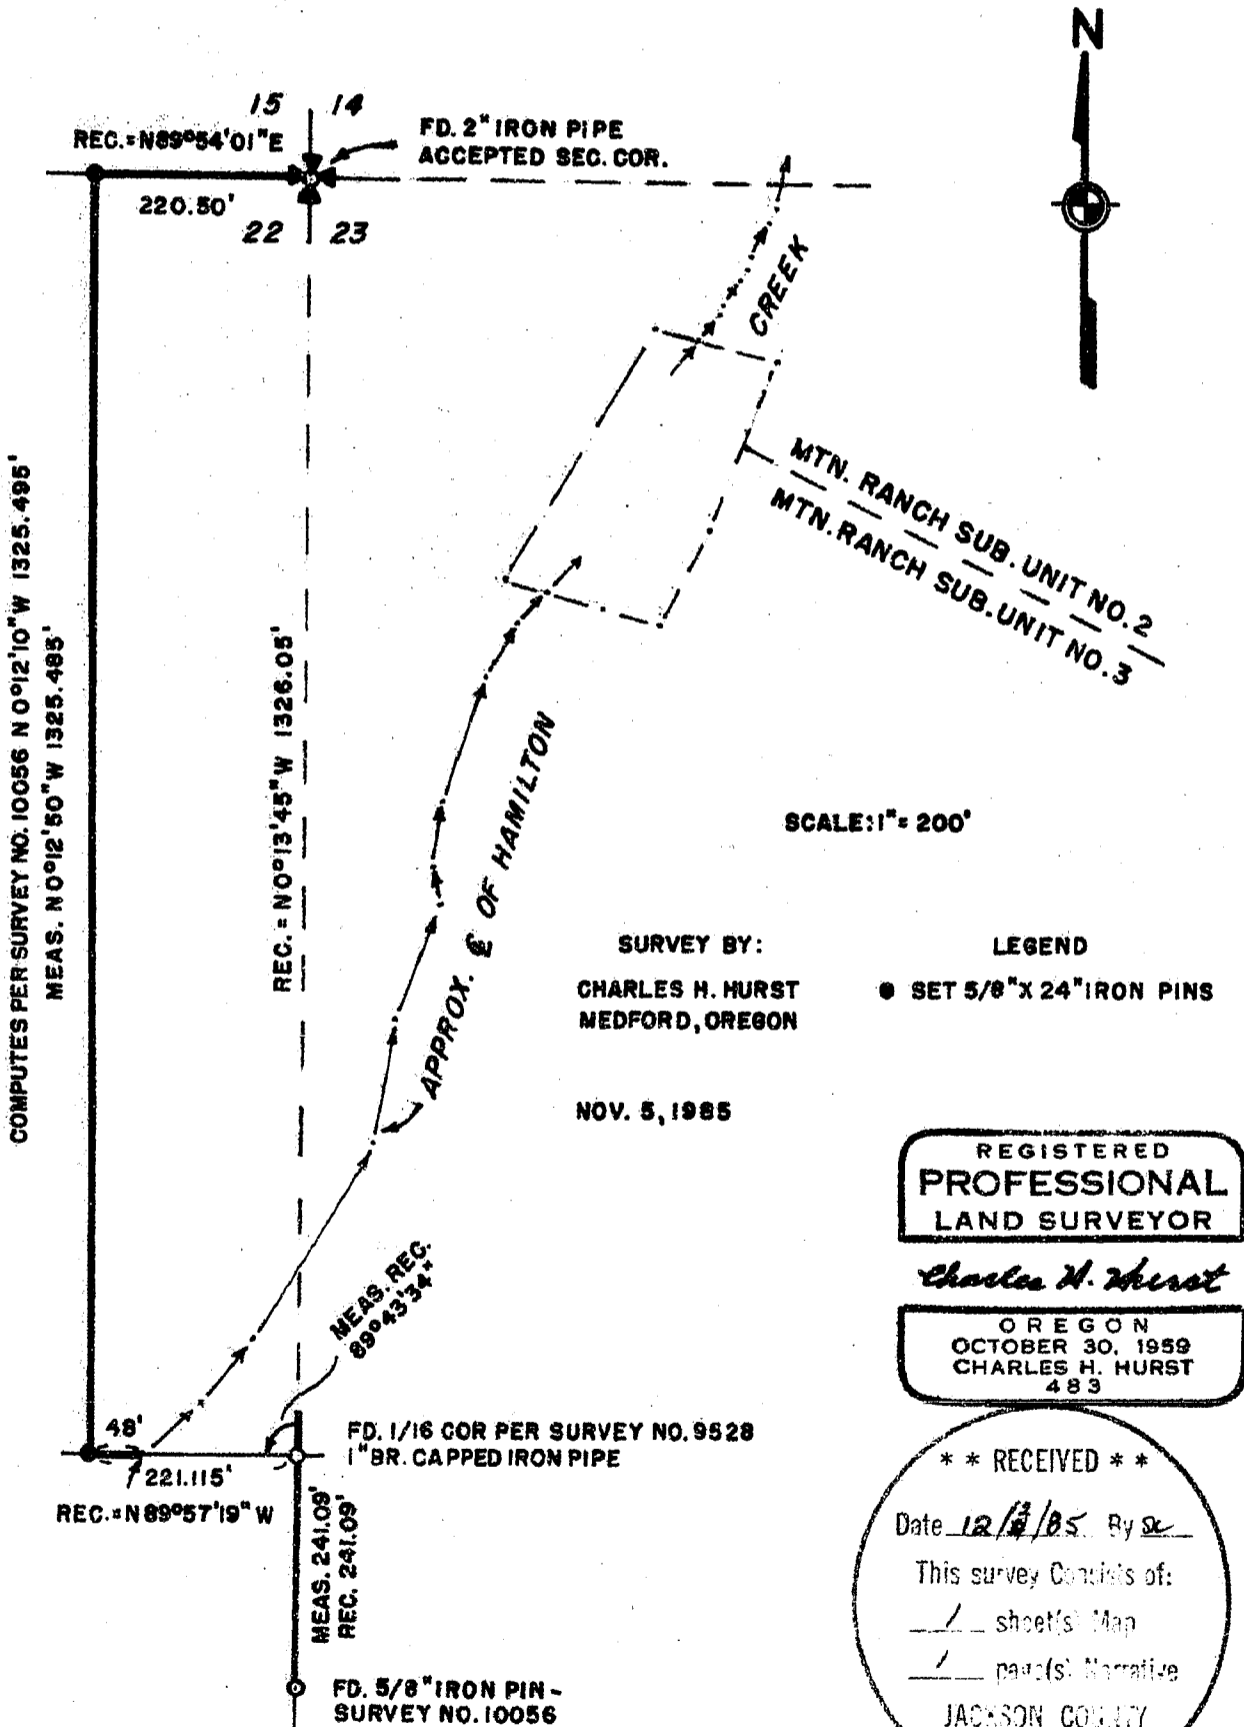 N
15 14
REC.=N89°54'01"E
FD. 2" IRON PIPE
ACCEPTED SEC. COR.
220.50'
22 23
CREEK
MTN. RANCH SUB. UNIT NO. 2
MTN. RANCH SUB. UNIT NO. 3
COMPUTES PER SURVEY NO. 10056 N 0°12'10"W 1325.495'
MEAS. N0°12'50"W 1325.485'
REC. = N0°13'45"W 1326.05'
APPROX. ℄ OF HAMILTON
SCALE: 1"= 200'
SURVEY BY:
CHARLES H. HURST
MEDFORD, OREGON
LEGEND
SET 5/8"X 24" IRON PINS
NOV. 5, 1985
REGISTERED
PROFESSIONAL
LAND SURVEYOR
Charles H. Hurst
OREGON
OCTOBER 30, 1959
CHARLES H. HURST
483
MEAS. REC.
89°43'34"
48'
221.115'
REC.=N89°57'19"W
FD. 1/16 COR PER SURVEY NO. 9528
1" BR. CAPPED IRON PIPE
MEAS. 241.09'
REC. 241.09'
FD. 5/8" IRON PIN-
SURVEY NO. 10056
* * RECEIVED * *
Date 12/3/85 By
This survey Consists of:
1 sheet(s) Map
1 page(s) Narrative
JACKSON COUNTY